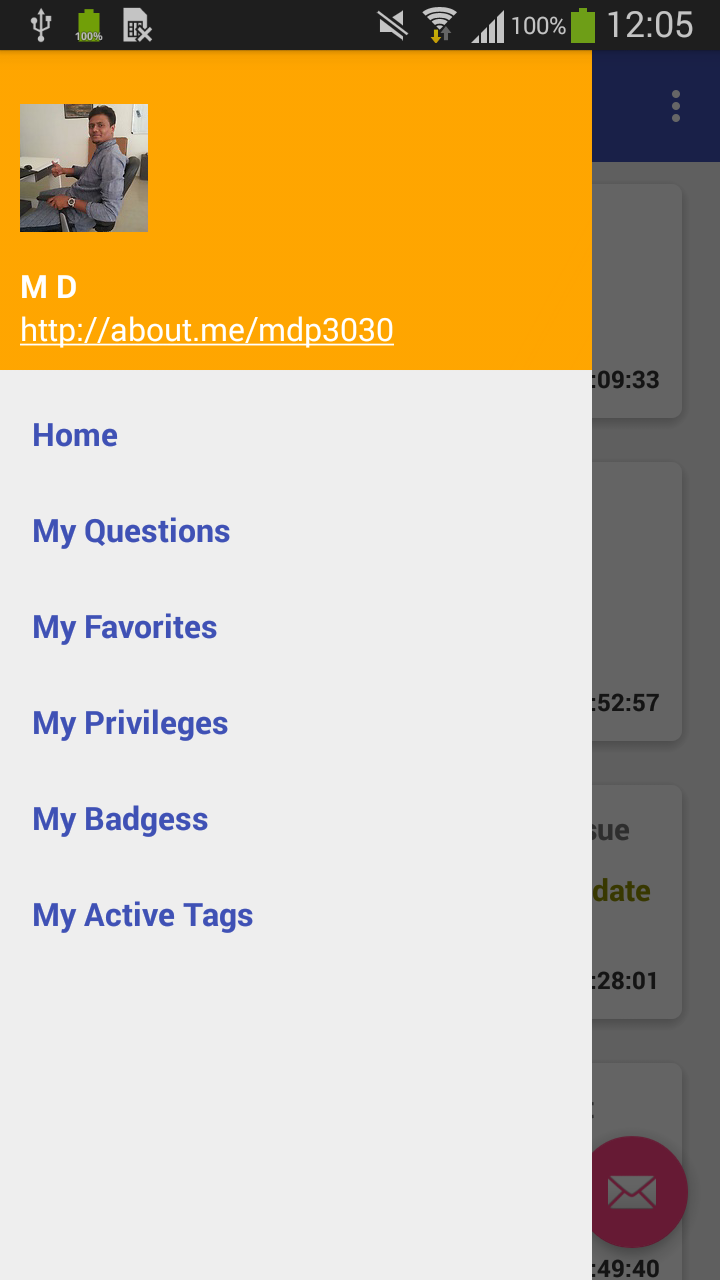 100%
100%
12:05
M D
http://about.me/mdp3030
:09:33
Home
My Questions
My Favorites
:52:57
My Privileges
My Badgess
sue
date
My Active Tags
:28:01
:49:40